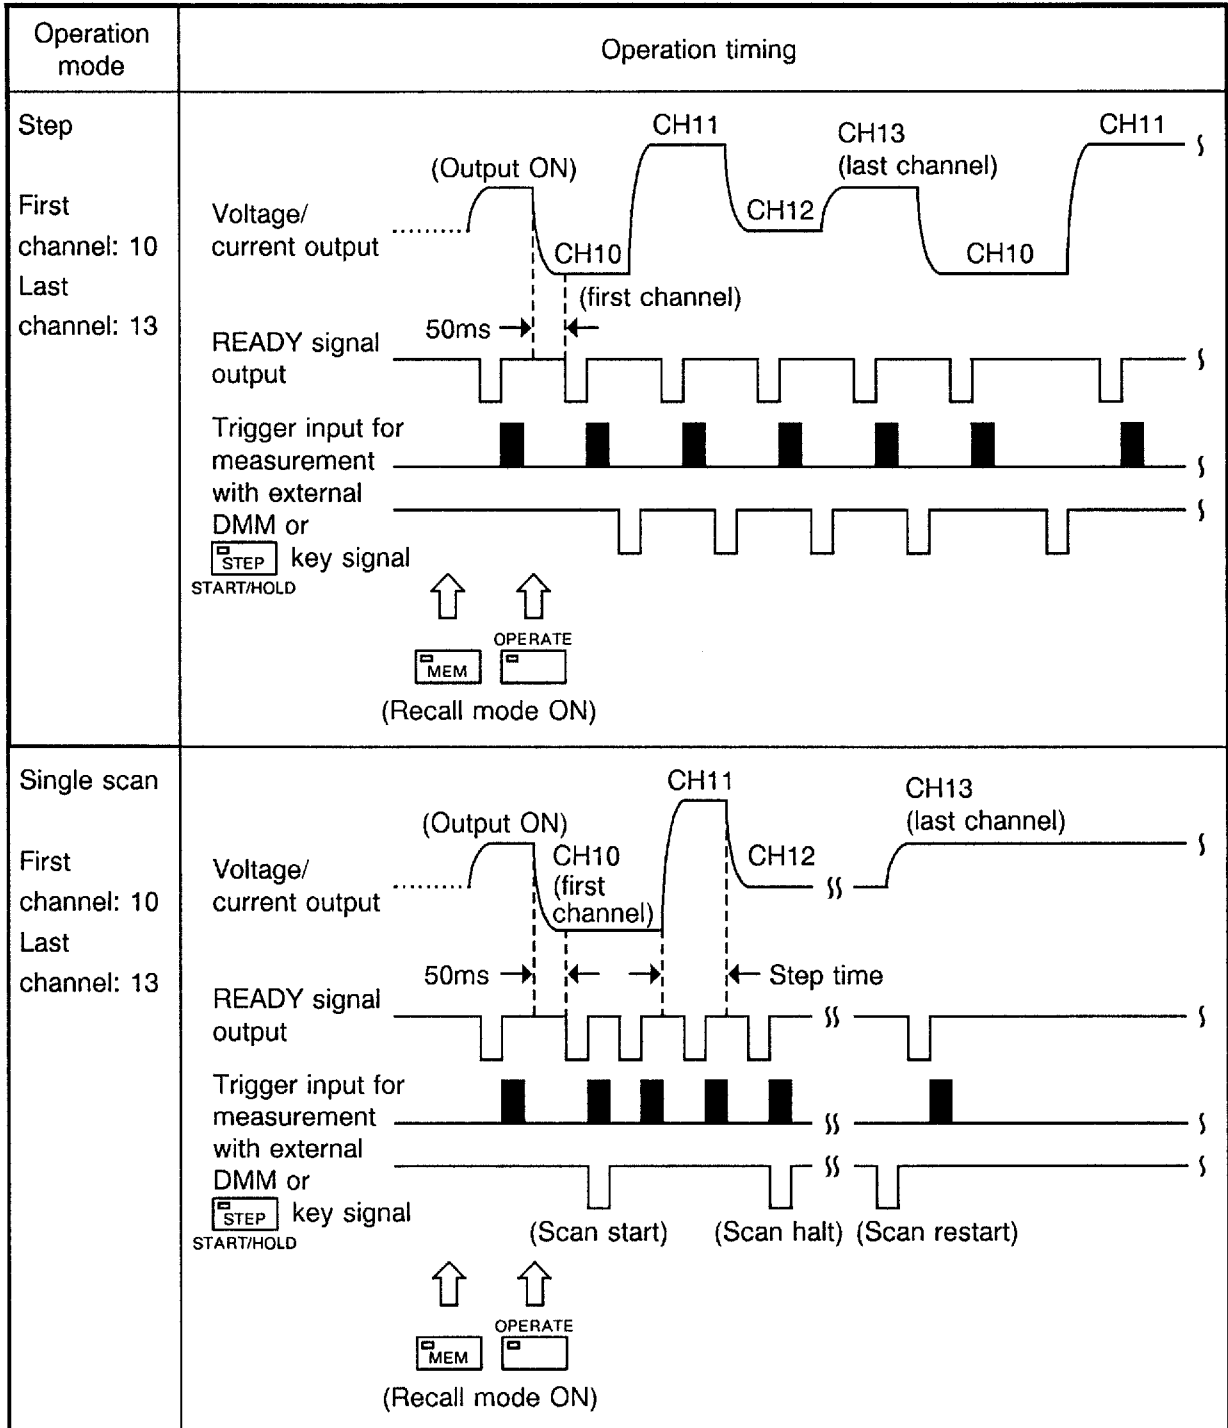 Operation
mode
Operation timing
Step
First
channel: 10
Last
channel: 13
CH11
CH13
(last channel)
CH11
(Output ON)
Voltage/
current output
CH10
CH12
CH10
(first channel)
50ms
READY signal
output
Trigger input for
measurement
with external
DMM or
STEP key signal
START/HOLD
OPERATE
MEM
(Recall mode ON)
Single scan
First
channel: 10
Last
channel: 13
CH11
CH13
(last channel)
(Output ON)
Voltage/
current output
CH10
(first
channel)
CH12
50ms
Step time
READY signal
output
Trigger input for
measurement
with external
DMM or
STEP key signal
START/HOLD
(Scan start) (Scan halt) (Scan restart)
OPERATE
MEM
(Recall mode ON)